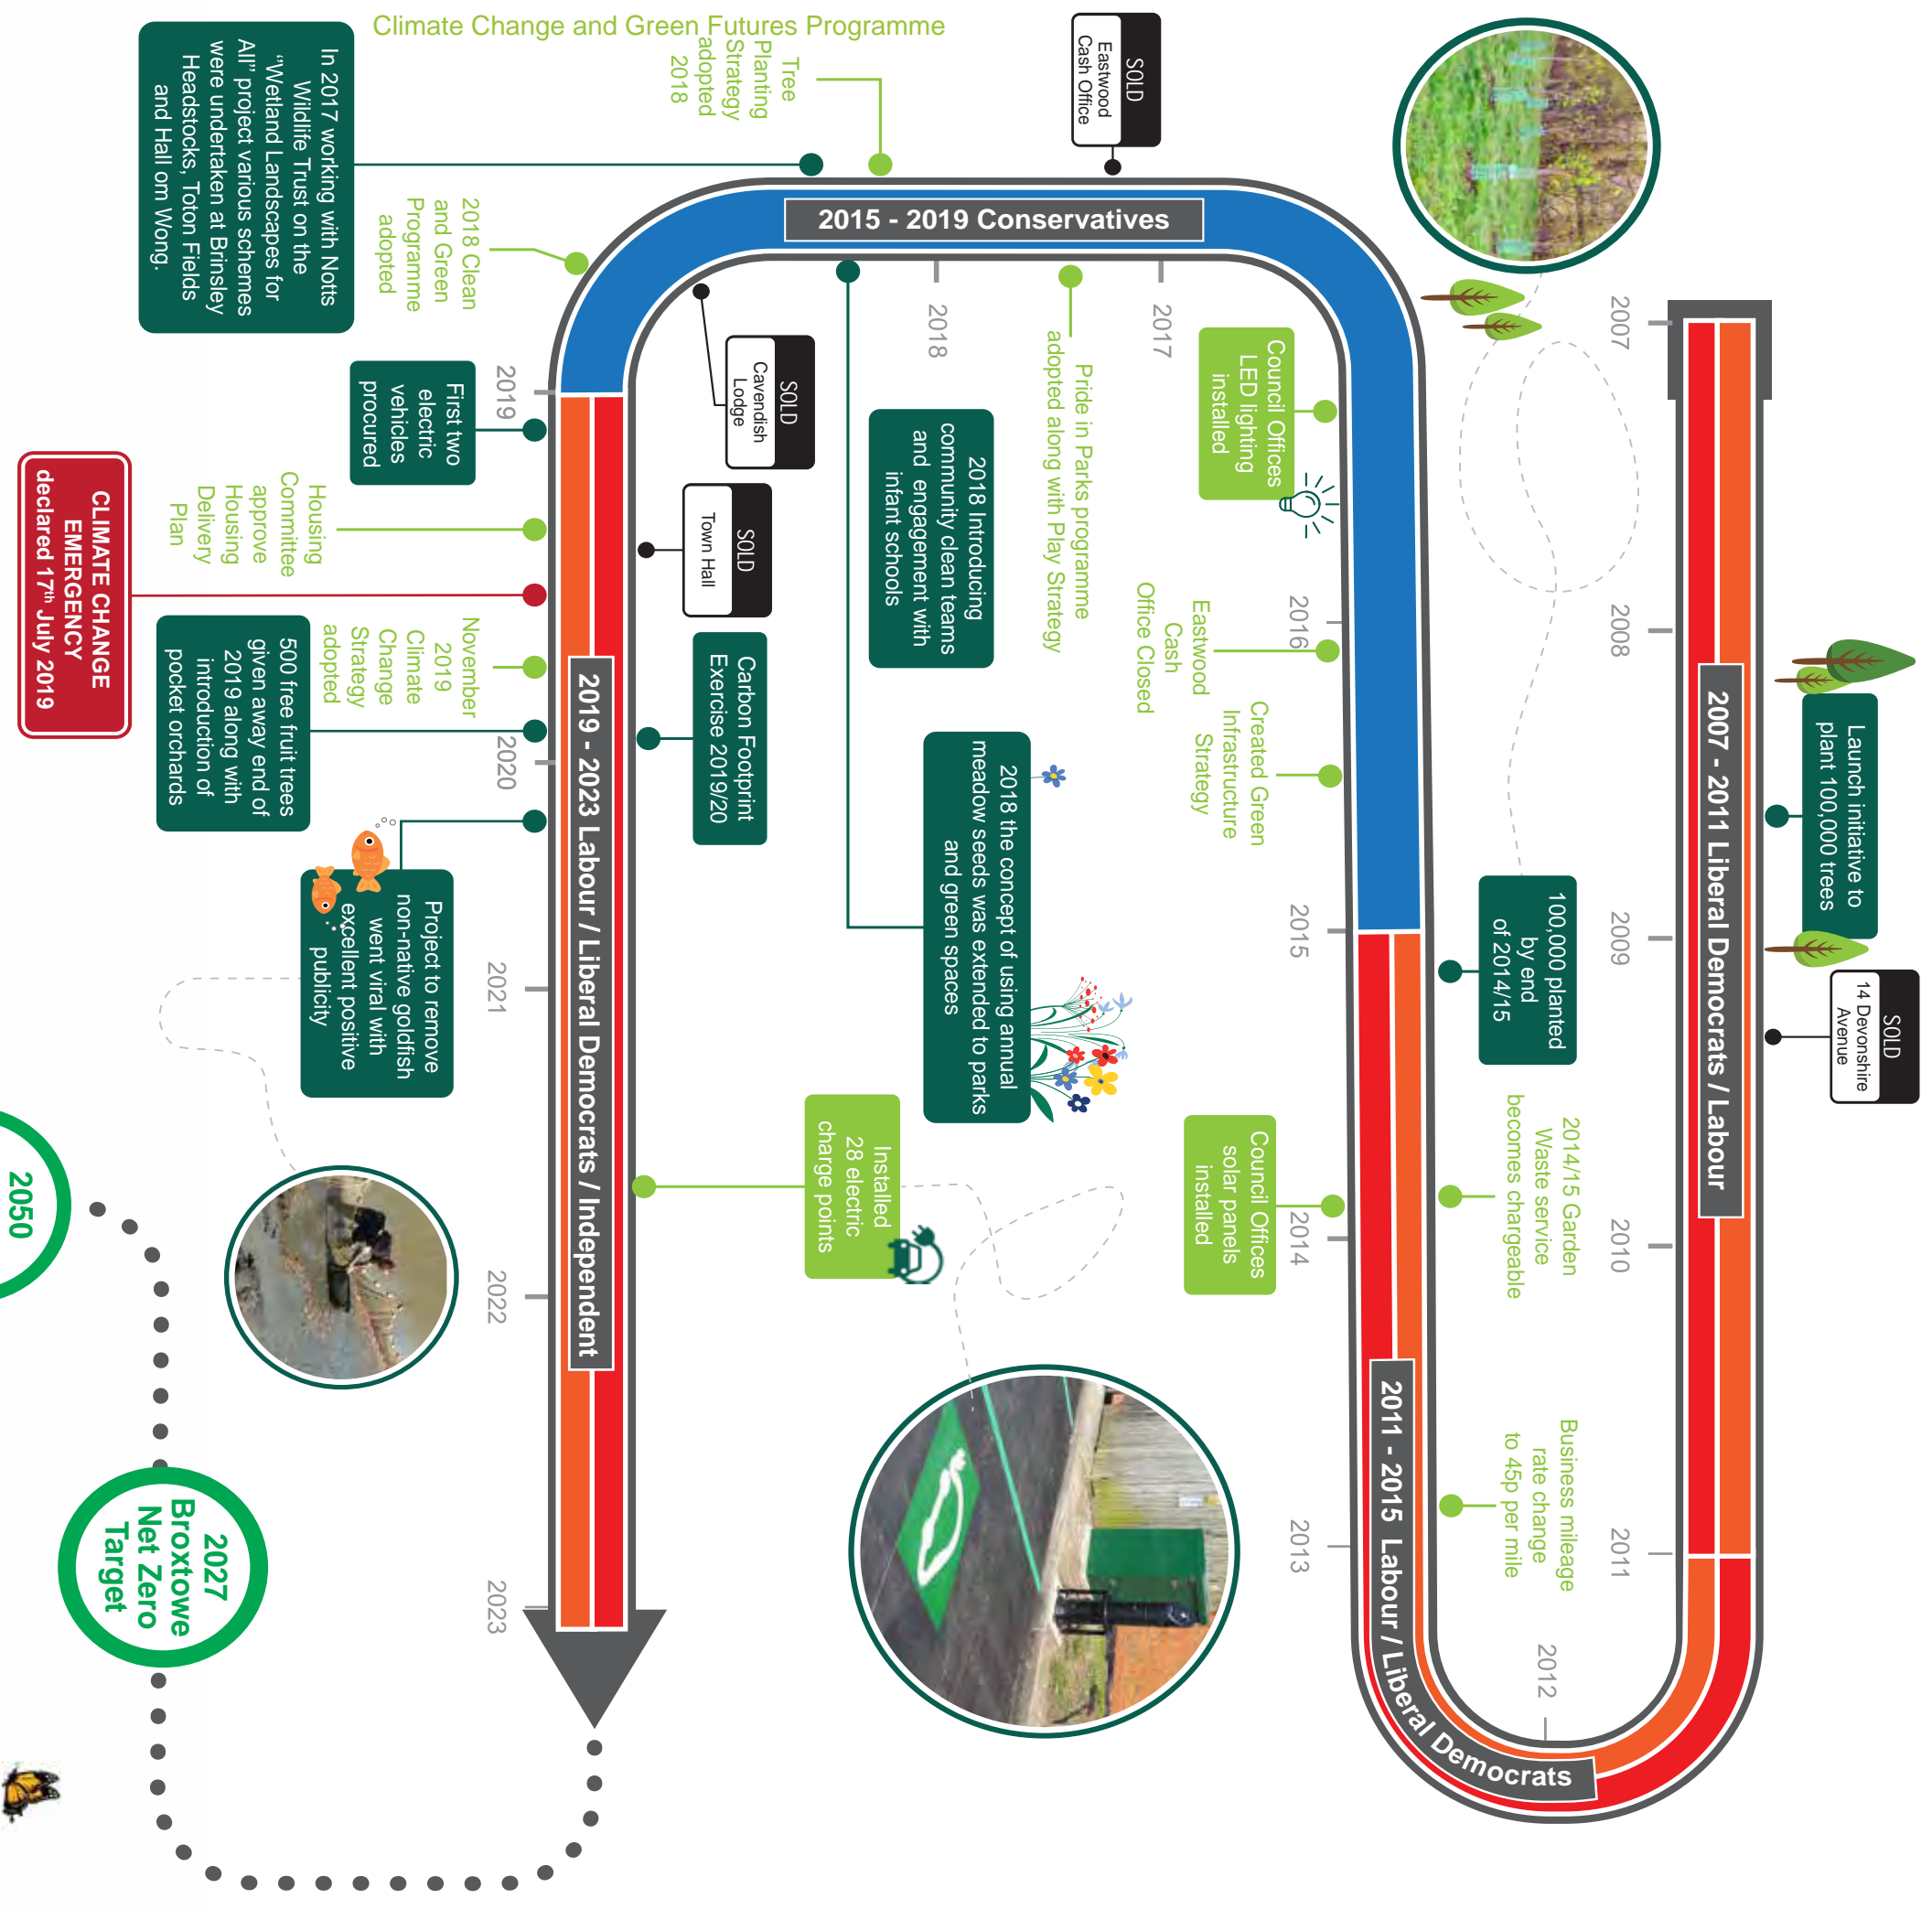 Climate Change and Green Futures Programme
2007
2008
2009
2010
2011
2012
2013
2014
2015
2016
2017
2018
2019
2020
2021
2022
2023
2007 - 2011 Liberal Democrats / Labour
Launch initiative to
plant 100,000 trees
SOLD
14 Devonshire
Avenue
2011 - 2015 Labour / Liberal Democrats
Business mileage
rate change
to 45p per mile
2014/15 Garden
Waste service
becomes chargeable
100,000 planted
by end
of 2014/15
Council Offices
solar panels
installed
2015 - 2019 Conservatives
Created Green
Infrastructure
Strategy
Eastwood
Cash
Office Closed
Council Offices
LED lighting
installed
SOLD
Eastwood
Cash Office
Pride in Parks programme
adopted along with Play Strategy
Tree
Planting
Strategy
adopted
2018
In 2017 working with Notts
Wildlife Trust on the
“Wetland Landscapes for
All” project various schemes
were undertaken at Brinsley
Headstocks, Toton Fields
and Hall om Wong.
2018 Introducing
community clean teams
and engagement with
infant schools
2018 the concept of using annual
meadow seeds was extended to parks
and green spaces
2018 Clean
and Green
Programme
adopted
SOLD
Cavendish
Lodge
2019 - 2023 Labour / Liberal Democrats / Independent
First two
electric
vehicles
procured
Housing
Committee
approve
Housing
Delivery
Plan
SOLD
Town Hall
CLIMATE CHANGE
EMERGENCY
declared 17th July 2019
November
2019
Climate
Change
Strategy
adopted
500 free fruit trees
given away end of
2019 along with
introduction of
pocket orchards
Carbon Footprint
Exercise 2019/20
Project to remove
non-native goldfish
went viral with
excellent positive
publicity
Installed
28 electric
charge points
2027
Broxtowe
Net Zero
Target
2050